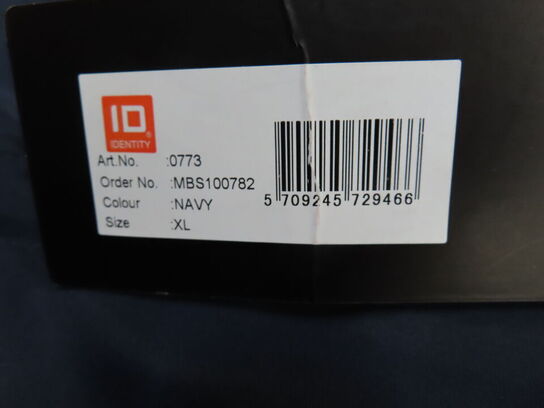 ID®
IDENTITY
Art.No. :0773
Order No. :MBS100782
Colour :NAVY
Size :XL
5 709245 729466